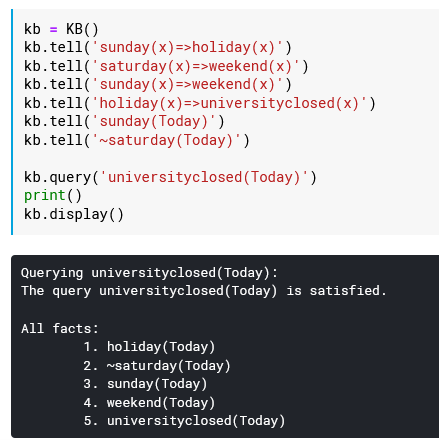 kb = KB()
kb.tell('sunday(x)=>holiday(x)')
kb.tell('saturday(x)=>weekend(x)')
kb.tell('sunday(x)=>weekend(x)')
kb.tell('holiday(x)=>universityclosed(x)')
kb.tell('sunday(Today)')
kb.tell('~saturday(Today)')

kb.query('universityclosed(Today)')
print()
kb.display()

Querying universityclosed(Today):
The query universityclosed(Today) is satisfied.

All facts:
        1. holiday(Today)
        2. ~saturday(Today)
        3. sunday(Today)
        4. weekend(Today)
        5. universityclosed(Today)